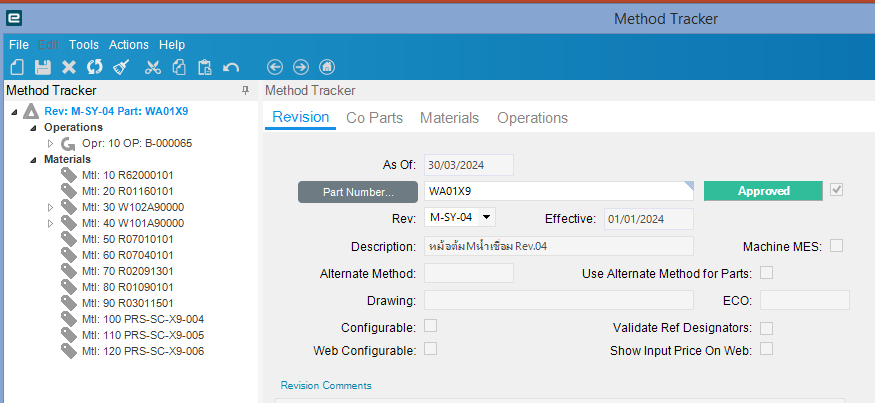 Method Tracker
File Edit Tools Actions Help
Method Tracker
Rev: M-SY-04 Part: WA01X9
Operations
Opr: 10 OP: B-000065
Materials
Mtl: 10 R62000101
Mtl: 20 R01160101
Mtl: 30 W102A90000
Mtl: 40 W101A90000
Mtl: 50 R07010101
Mtl: 60 R07040101
Mtl: 70 R02091301
Mtl: 80 R01090101
Mtl: 90 R03011501
Mtl: 100 PRS-SC-X9-004
Mtl: 110 PRS-SC-X9-005
Mtl: 120 PRS-SC-X9-006
Method Tracker
Revision Co Parts Materials Operations
As Of: 30/03/2024
Part Number... WA01X9 Approved
Rev: M-SY-04 Effective: 01/01/2024
Description: หม้อต้มMน้ำเชื่อมRev.04 Machine MES:
Alternate Method: Use Alternate Method for Parts:
Drawing: ECO:
Configurable: Validate Ref Designators:
Web Configurable: Show Input Price On Web:
Revision Comments